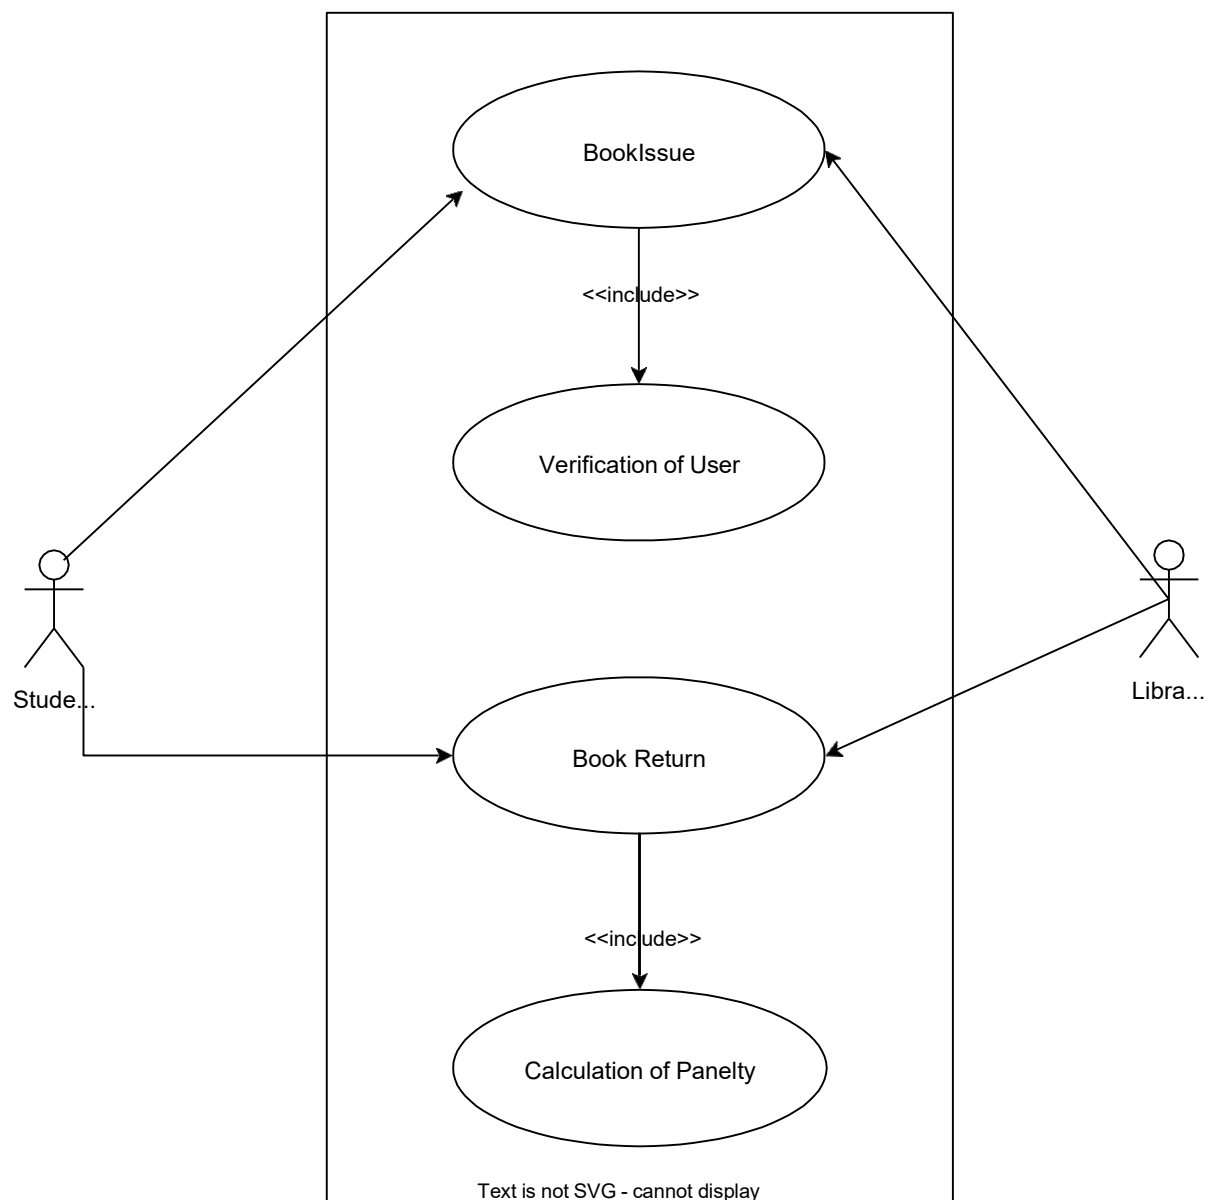 BookIssue
<<include>>
Verification of User
Stude...
Libra...
Book Return
<<include>>
Calculation of Panelty
Text is not SVG - cannot display